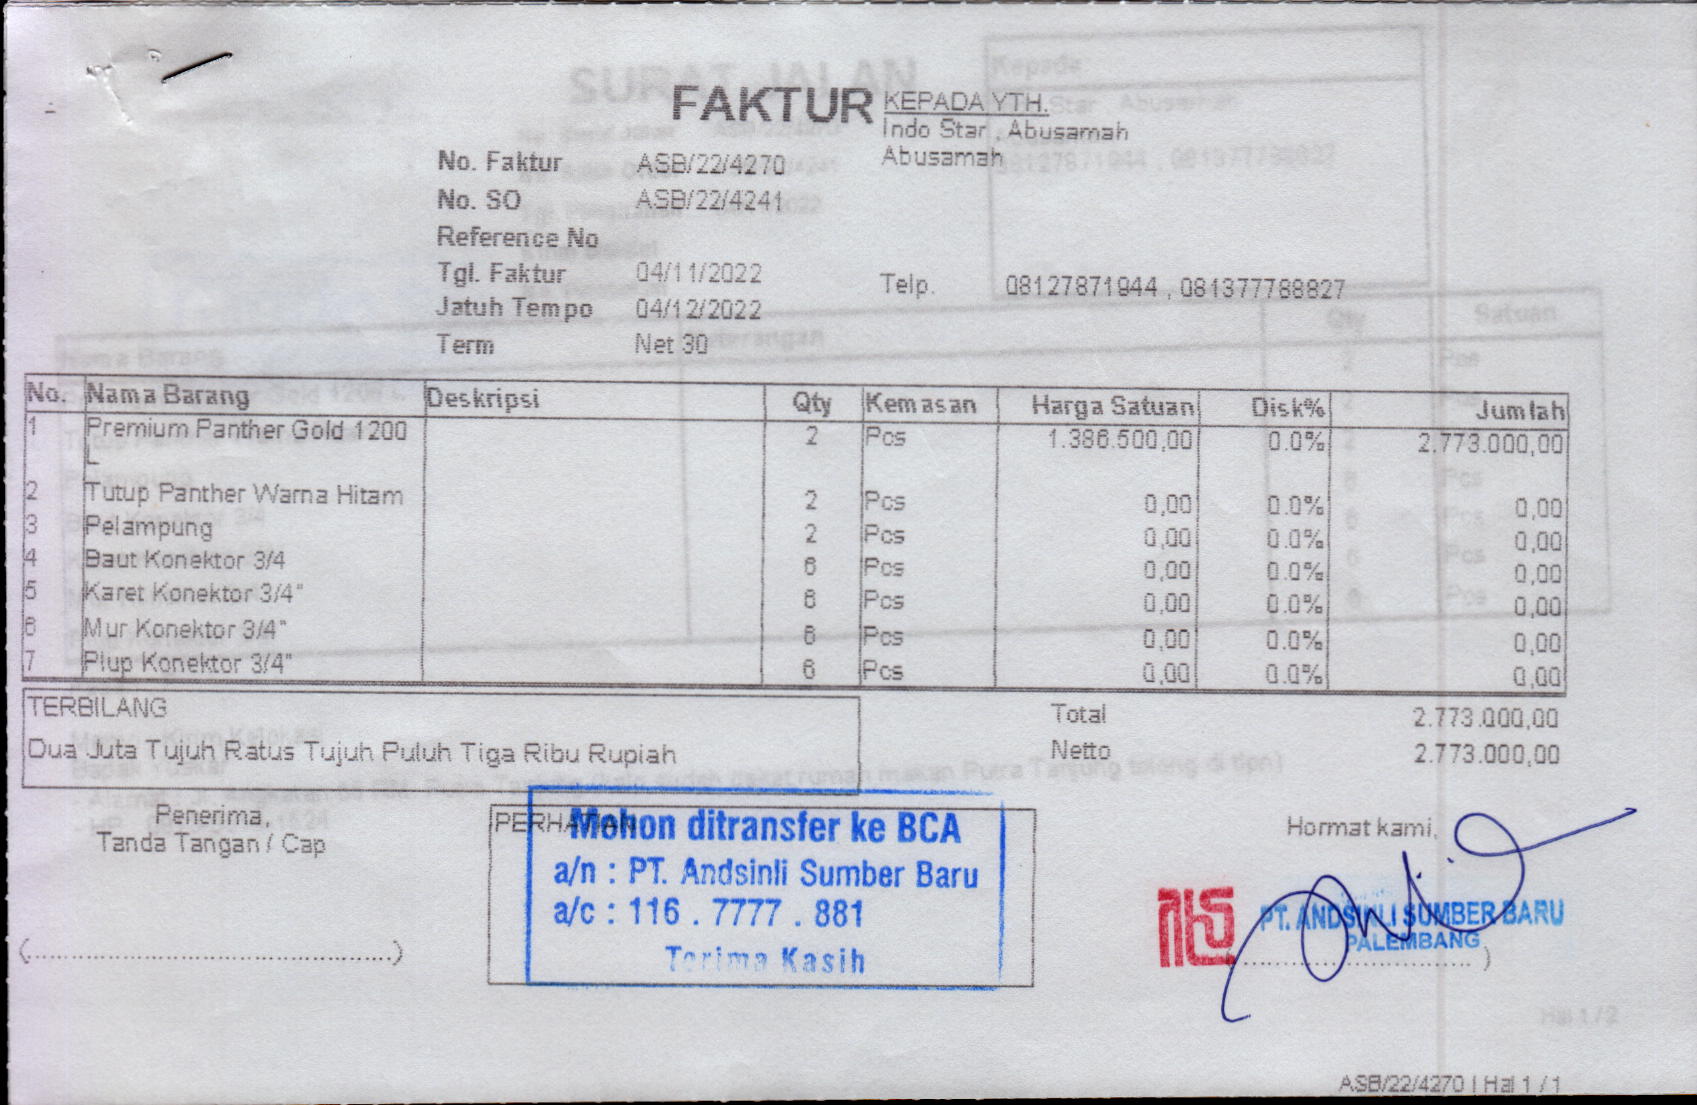 FAKTUR
KEPADA YTH.
Indo Star , Abusamah
Abusamah
No. Faktur ASB/22/4270
No. SO ASB/22/4241
Reference No
Tgl. Faktur 04/11/2022
Telp. 08127871944 , 081377788827
Jatuh Tempo 04/12/2022
Term Net 30
No. Nama Barang Deskripsi Qty Kemasan Harga Satuan Disk% Jumlah
1 Premium Panther Gold 1200 2 Pcs 1.386.500,00 0.0% 2.773.000,00
L
2 Tutup Panther Warna Hitam 2 Pcs 0,00 0.0% 0,00
3 Pelampung 2 Pcs 0,00 0.0% 0,00
4 Baut Konektor 3/4 6 Pcs 0,00 0.0% 0,00
5 Karet Konektor 3/4" 6 Pcs 0,00 0.0% 0,00
6 Mur Konektor 3/4" 6 Pcs 0,00 0.0% 0,00
7 Plup Konektor 3/4" 6 Pcs 0,00 0.0% 0,00
TERBILANG
Dua Juta Tujuh Ratus Tujuh Puluh Tiga Ribu Rupiah
Total 2.773.000,00
Netto 2.773.000,00
Penerima,
Tanda Tangan / Cap
(................................................)
PERHATIAN
Mohon ditransfer ke BCA
a/n : PT. Andsinli Sumber Baru
a/c : 116 . 7777 . 881
Terima Kasih
Hormat kami,
PT. ANDSINLI SUMBER BARU
PALEMBANG
ASB/22/4270 | Hal 1 / 1